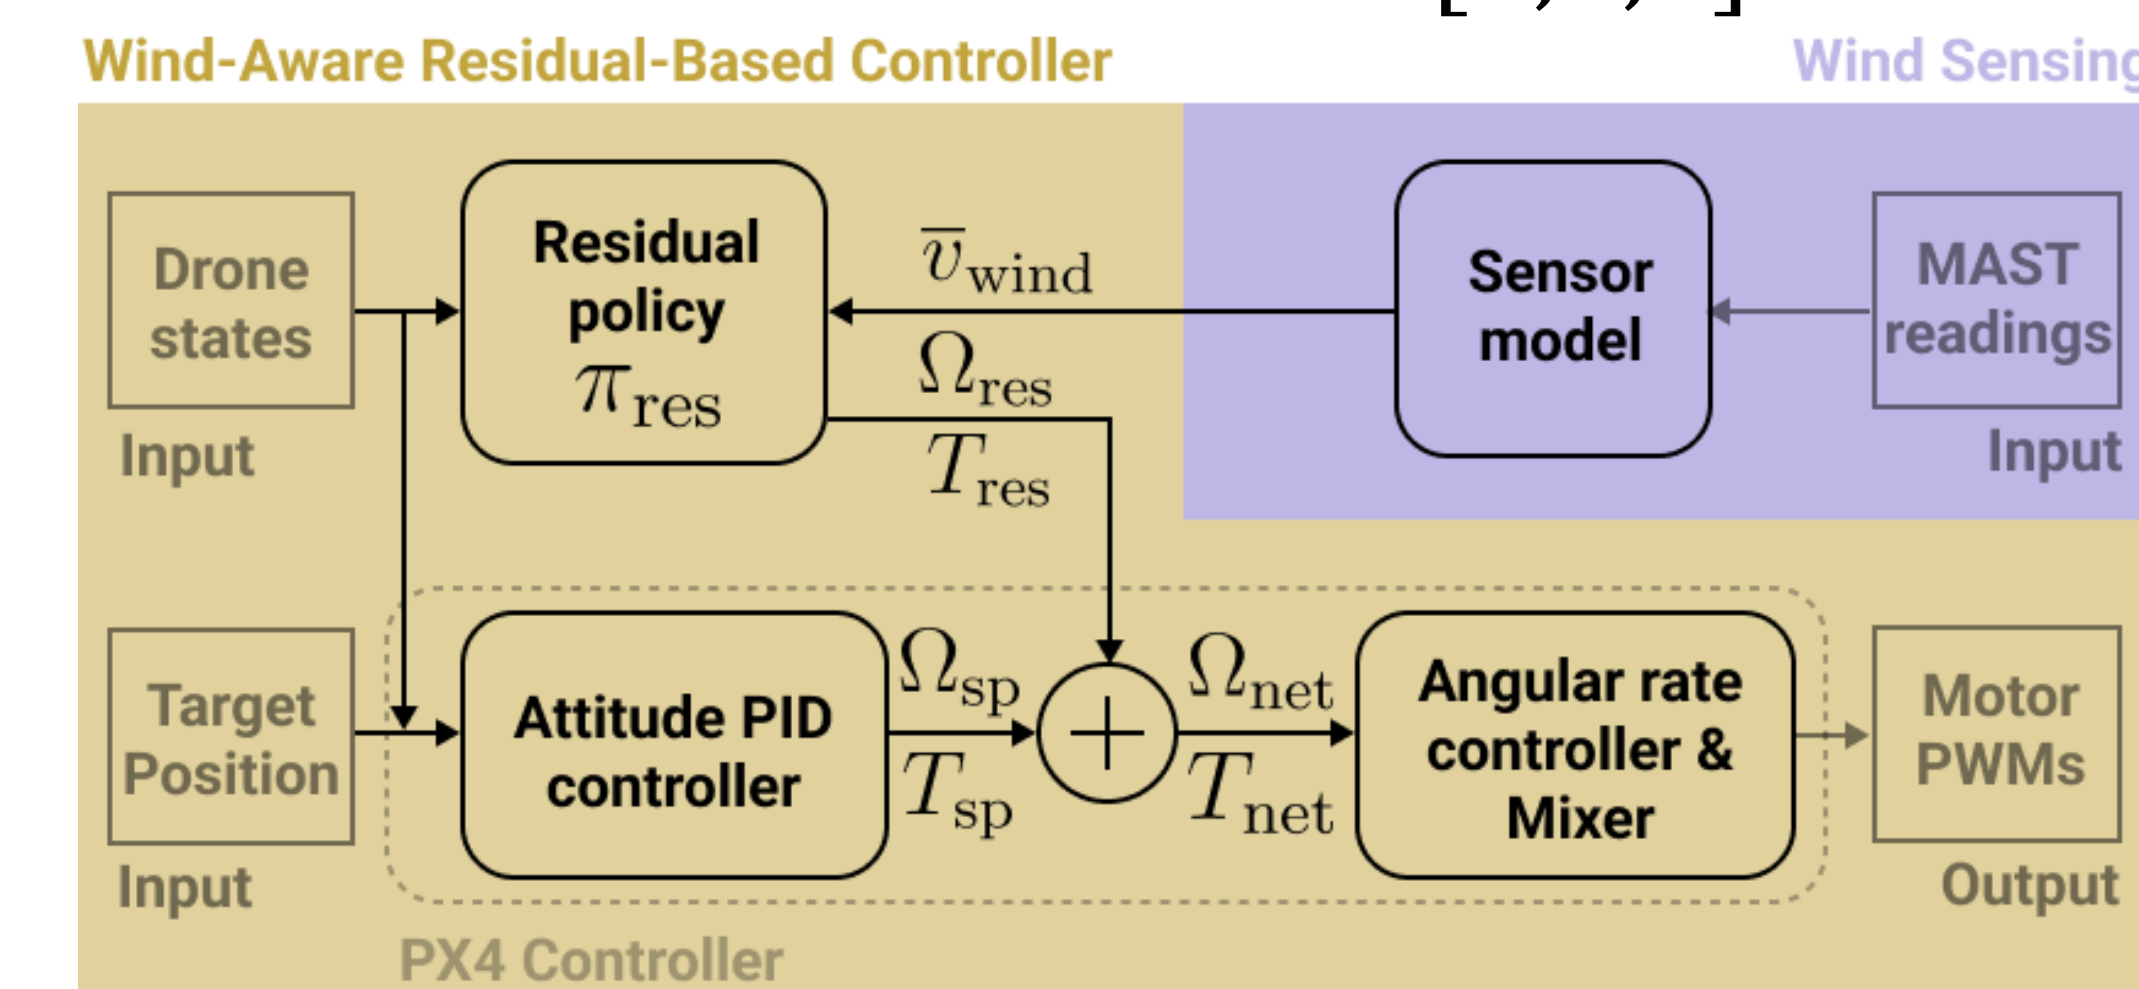 Wind-Aware Residual-Based Controller
Wind Sensing
Drone
states
Input
Residual
policy
π_res
v̅_wind
Ω_res
T_res
Sensor
model
MAST
readings
Input
Target
Position
Input
Attitude PID
controller
Ω_sp
T_sp
+
Ω_net
T_net
Angular rate
controller &
Mixer
Motor
PWMs
Output
PX4 Controller